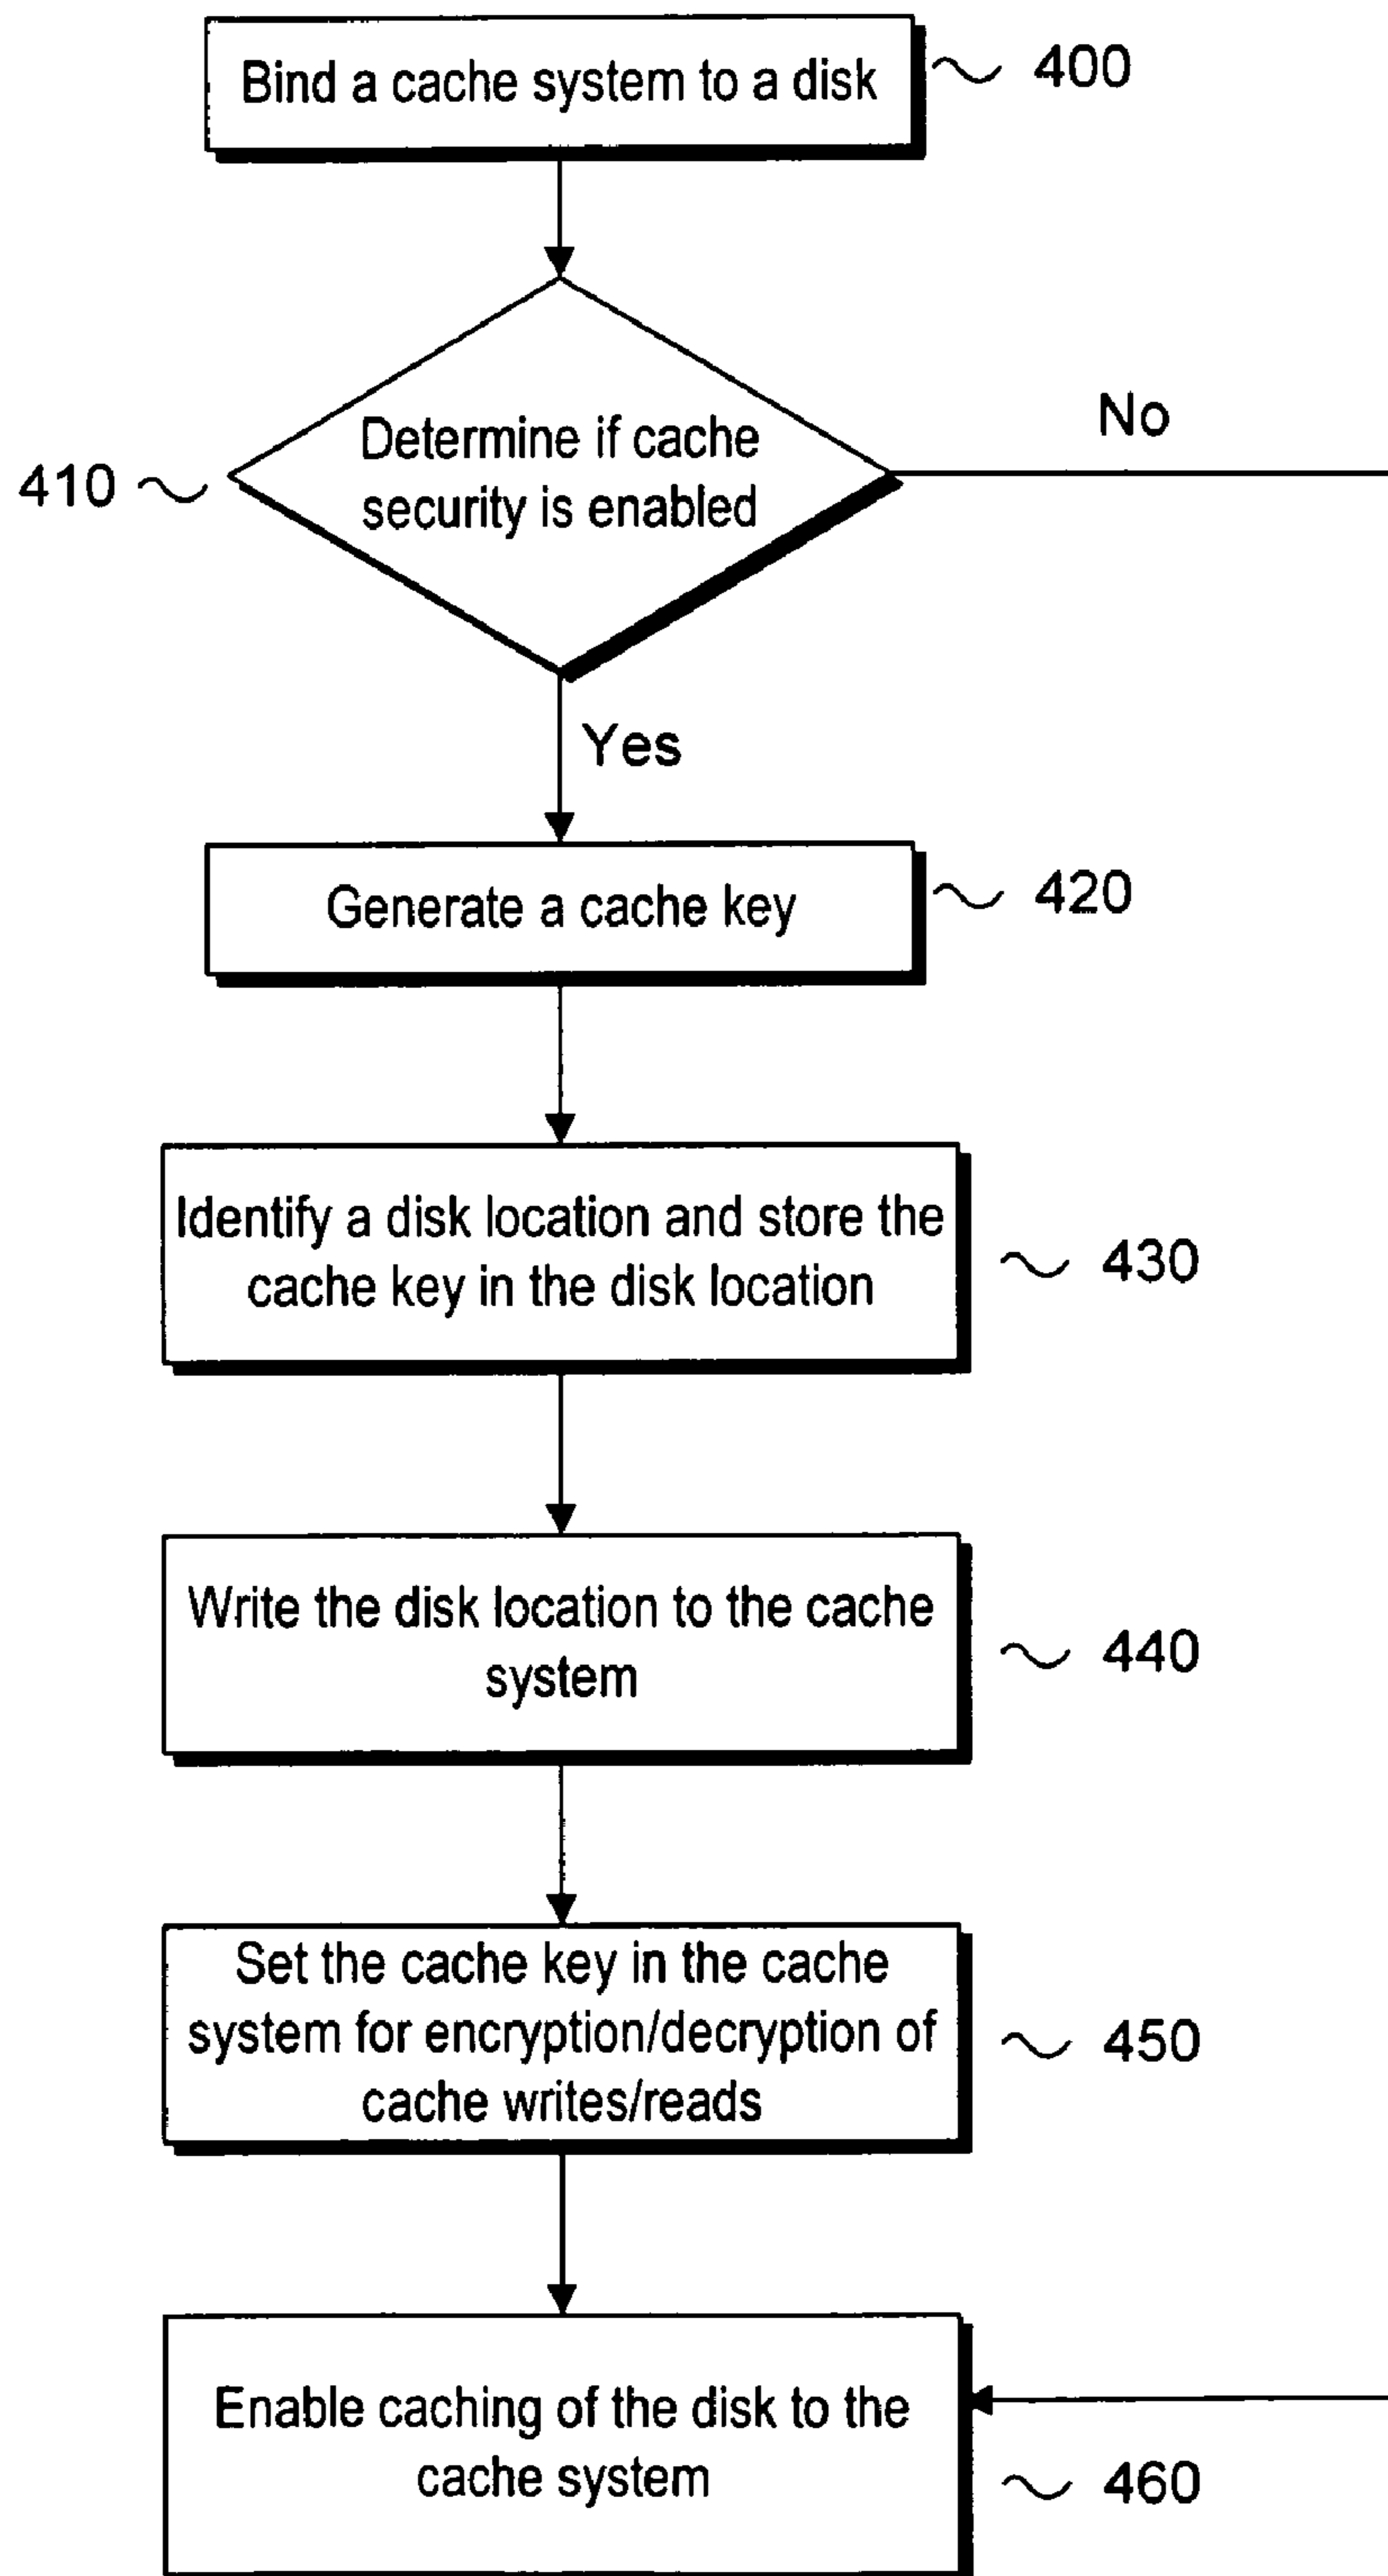 Bind a cache system to a disk
400
Determine if cache
security is enabled
410
No
Yes
Generate a cache key
420
Identify a disk location and store the
cache key in the disk location
430
Write the disk location to the cache
system
440
Set the cache key in the cache
system for encryption/decryption of
cache writes/reads
450
Enable caching of the disk to the
cache system
460